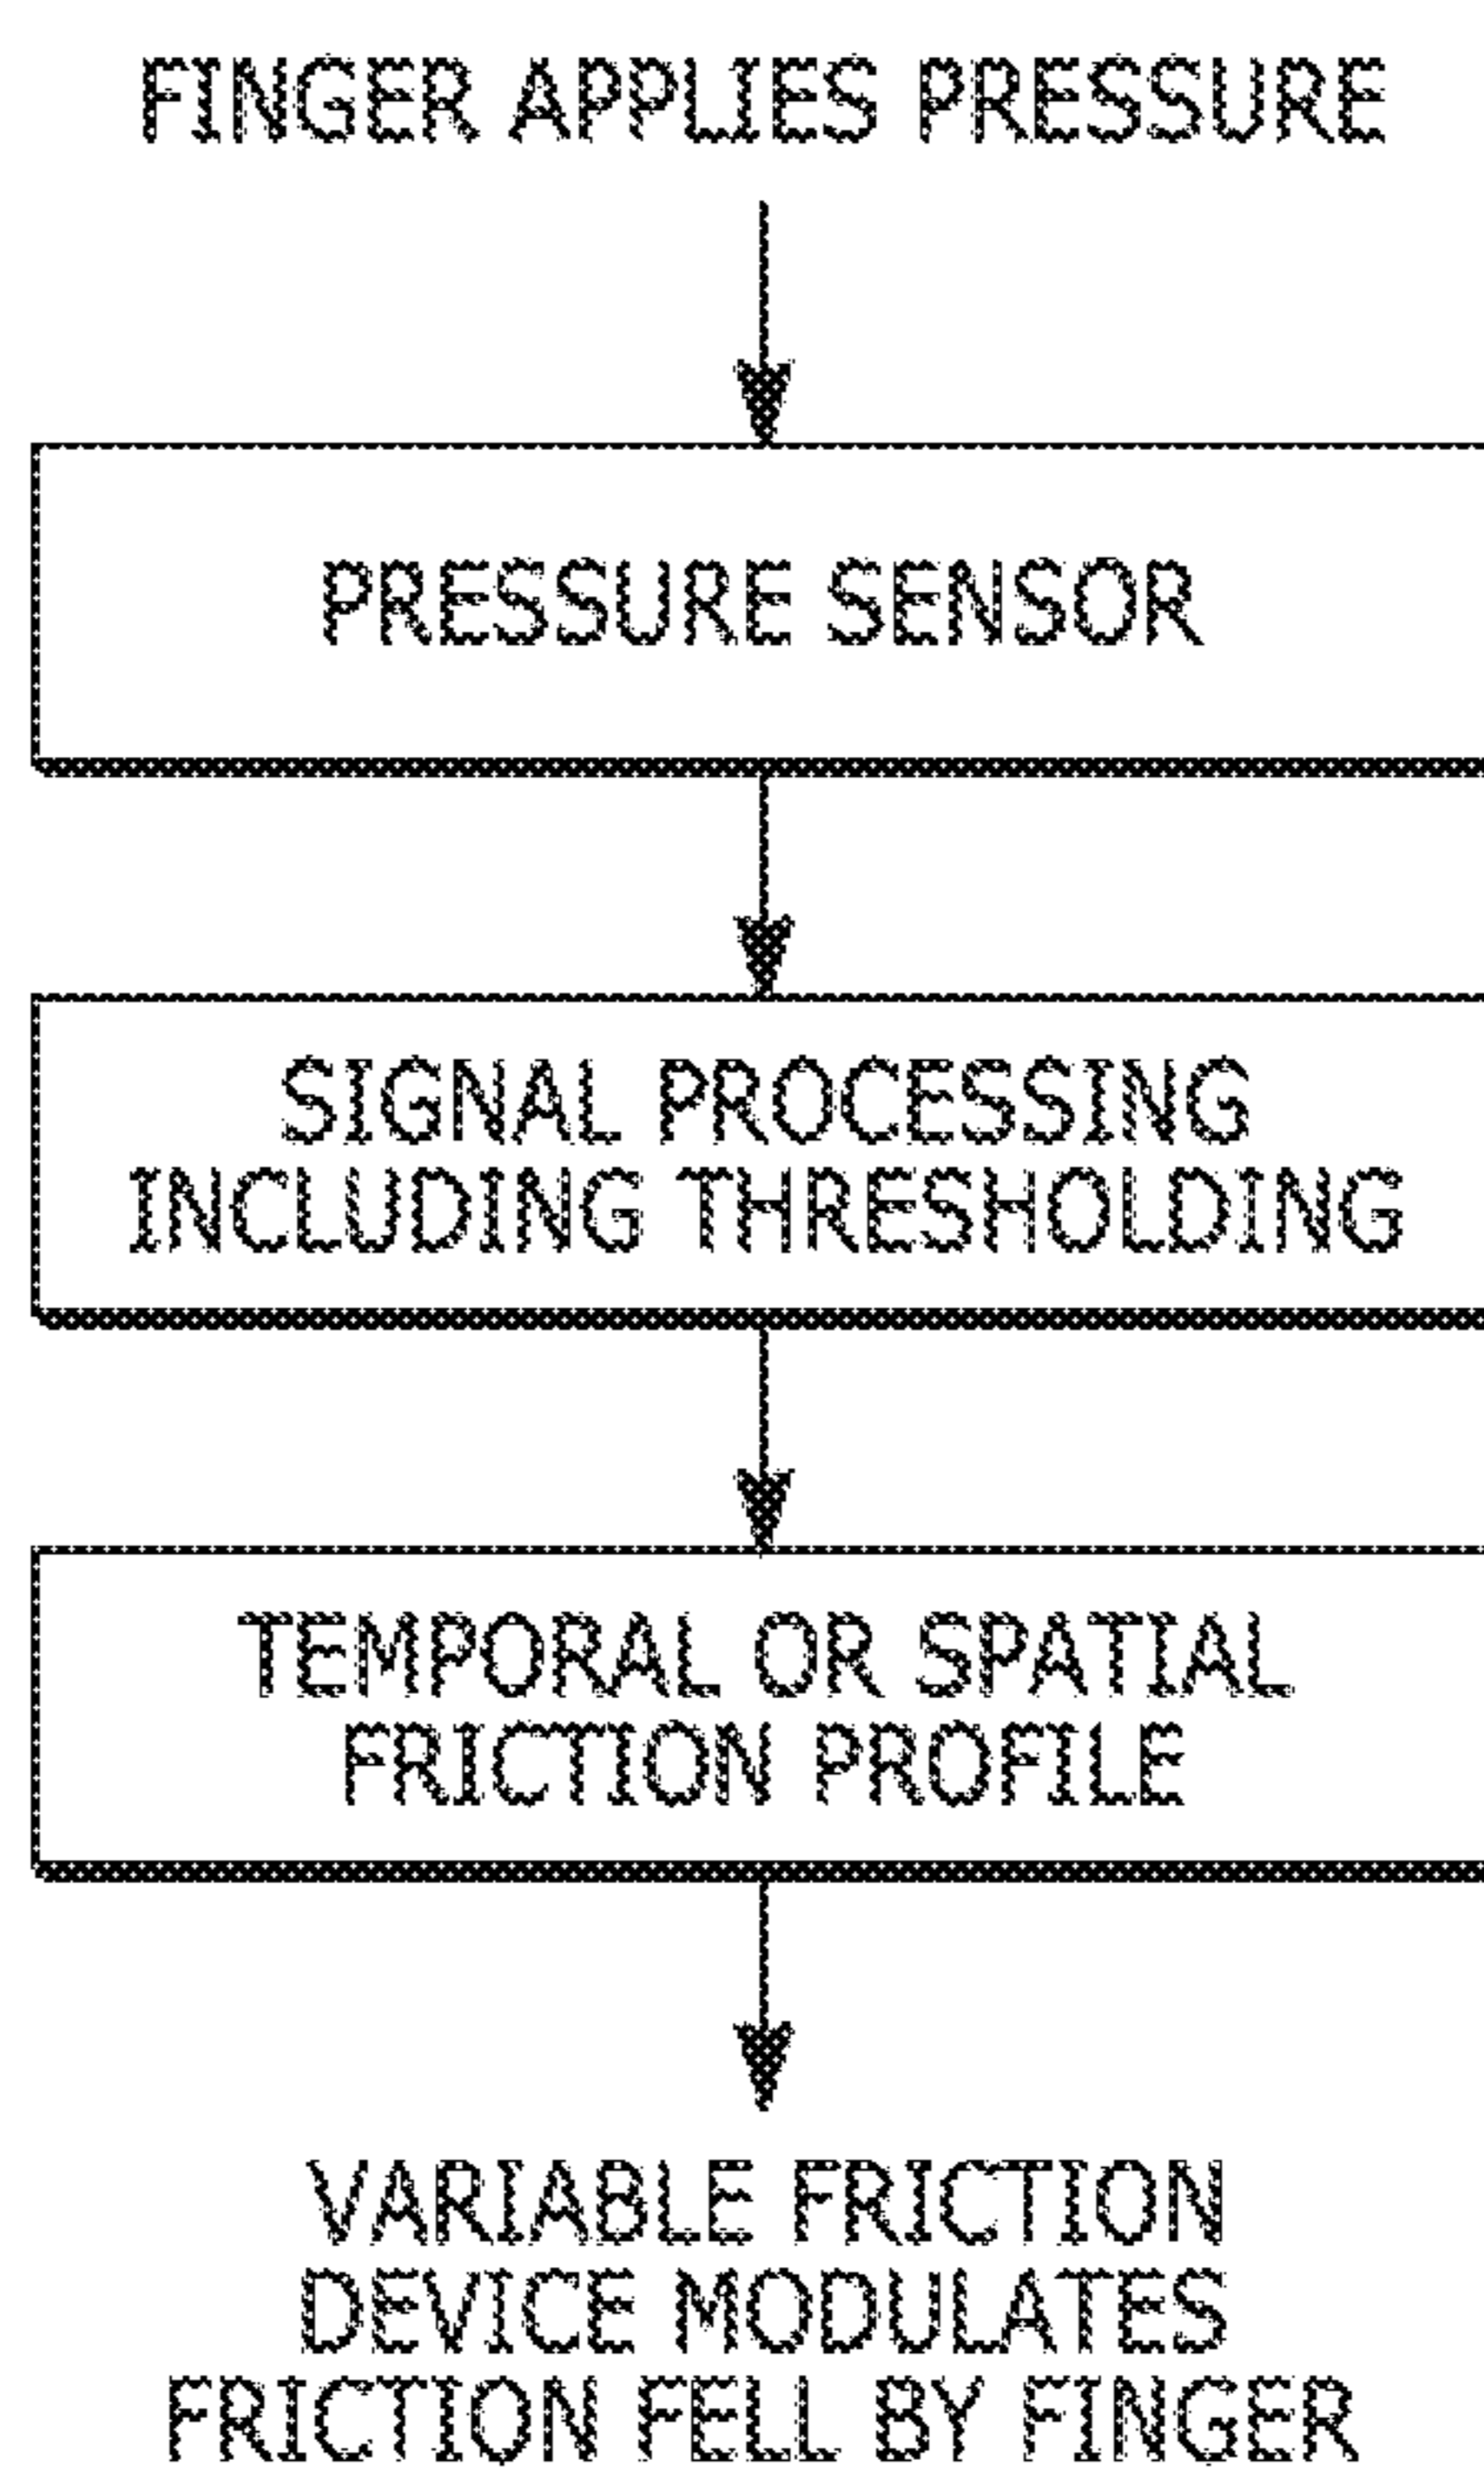 FINGER APPLIES PRESSURE
PRESSURE SENSOR
SIGNAL PROCESSING
INCLUDING THRESHOLDING
TEMPORAL OR SPATIAL
FRICTION PROFILE
VARIABLE FRICTION
DEVICE MODULATES
FRICTION FELL BY FINGER